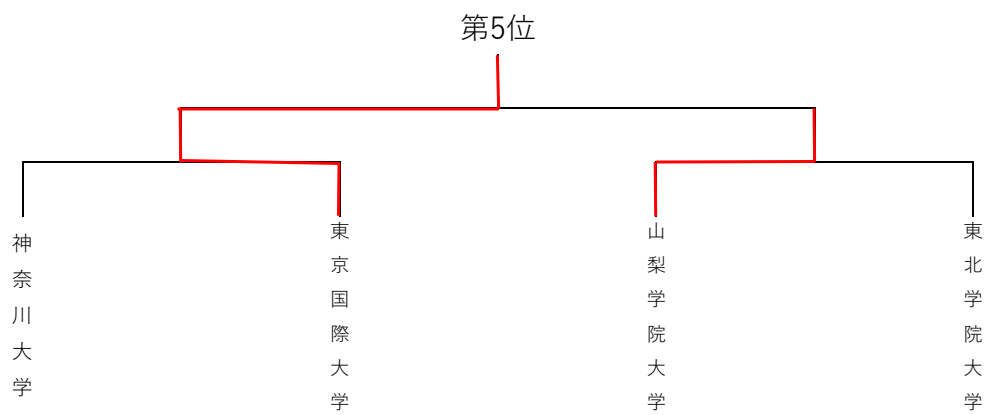 第5位
神奈川大学
東京国際大学
山梨学院大学
東北学院大学